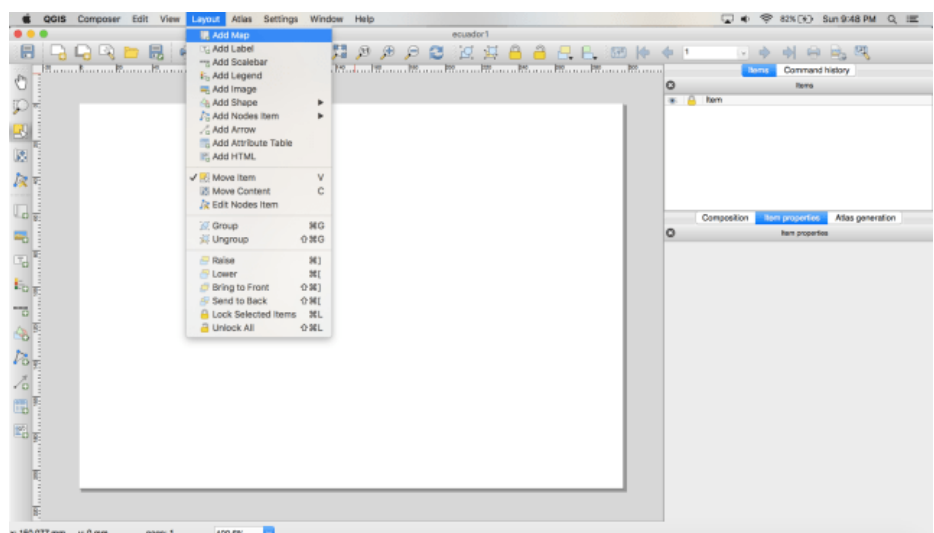 QGIS Composer Edit View Layout Atlas Settings Window Help 82% Sun 9:48 PM
ecuador1
Add Map
Add Label
Add Scalebar
Add Legend
Add Image
Add Shape
Add Nodes Item
Add Arrow
Add Attribute Table
Add HTML
Move Item V
Move Content C
Edit Nodes Item
Group ⌘G
Ungroup ⇧⌘G
Raise ⌘]
Lower ⌘[
Bring to Front ⇧⌘]
Send to Back ⇧⌘[
Lock Selected Items ⌘L
Unlock All ⇧⌘L
1
Items Command history
Items
Item
Composition Item properties Atlas generation
Item properties